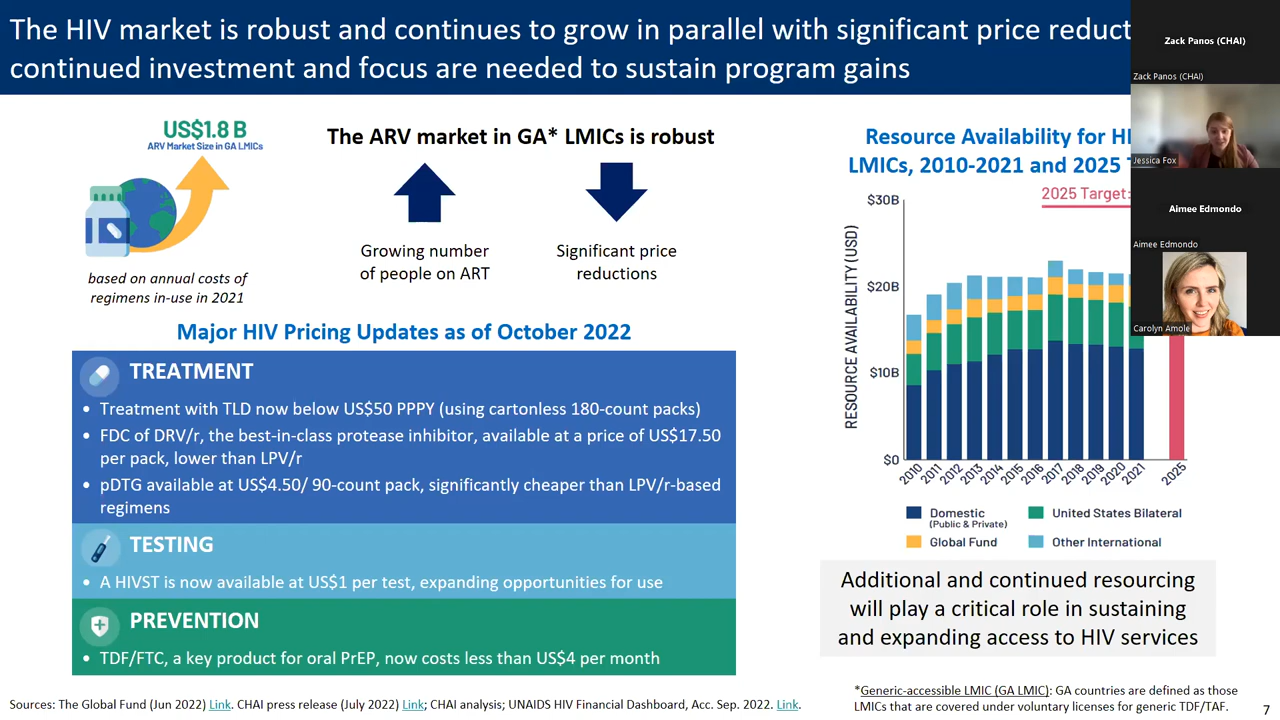 The HIV market is robust and continues to grow in parallel with significant price
continued investment and focus are needed to sustain program gains
US$1.8 B
ARV Market Size in GA LMICs
based on annual costs of
regimens in-use in 2021
The ARV market in GA* LMICs is robust
Growing number
of people on ART
Significant price
reductions
Major HIV Pricing Updates as of October 2022
TREATMENT
• Treatment with TLD now below US$50 PPPY (using cartonless 180-count packs)
• FDC of DRV/r, the best-in-class protease inhibitor, available at a price of US$17.50
per pack, lower than LPV/r
• pDTG available at US$4.50/ 90-count pack, significantly cheaper than LPV/r-based
regimens
TESTING
• A HIVST is now available at US$1 per test, expanding opportunities for use
PREVENTION
• TDF/FTC, a key product for oral PrEP, now costs less than US$4 per month
Resource Availability for
LMICs, 2010-2021 and 2025
2025 Target:
RESOURCE AVAILABILITY (USD)
$30B
$20B
$10B
$0
2010 2011 2012 2013 2014 2015 2016 2017 2018 2019 2020 2021 2025
Domestic
(Public & Private)
United States Bilateral
Global Fund
Other International
Additional and continued resourcing
will play a critical role in sustaining
and expanding access to HIV services
Sources: The Global Fund (Jun 2022) Link. CHAI press release (July 2022) Link; CHAI analysis; UNAIDS HIV Financial Dashboard, Acc. Sep. 2022. Link.
*Generic-accessible LMIC (GA LMIC): GA countries are defined as those
LMICs that are covered under voluntary licenses for generic TDF/TAF.
7
Zack Panos (CHAI)
Zack Panos (CHAI)
Jessica Fox
Aimee Edmondo
Aimee Edmondo
Carolyn Amole